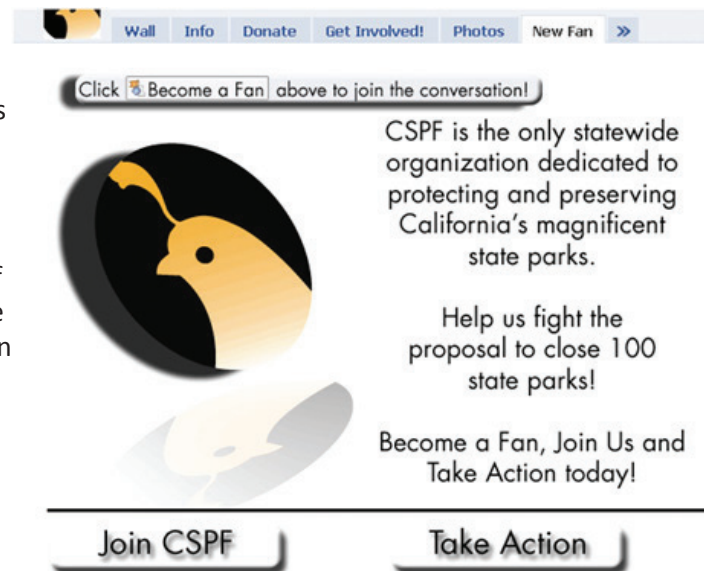 Wall Info Donate Get Involved! Photos New Fan »
Click Become a Fan above to join the conversation!
CSPF is the only statewide
organization dedicated to
protecting and preserving
California's magnificent
state parks.
Help us fight the
proposal to close 100
state parks!
Become a Fan, Join Us and
Take Action today!
Join CSPF
Take Action